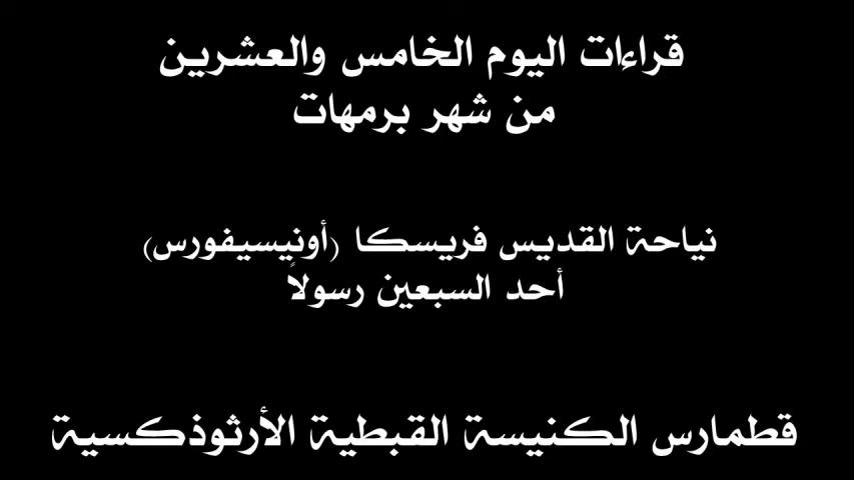 قراءات اليوم الخامس والعشرين
من شهر برمهات
نياحة القديس فريسكا (أونيسيفورس)
أحد السبعين رسولاً
قطمارس الكنيسة القبطية الأرثوذكسية